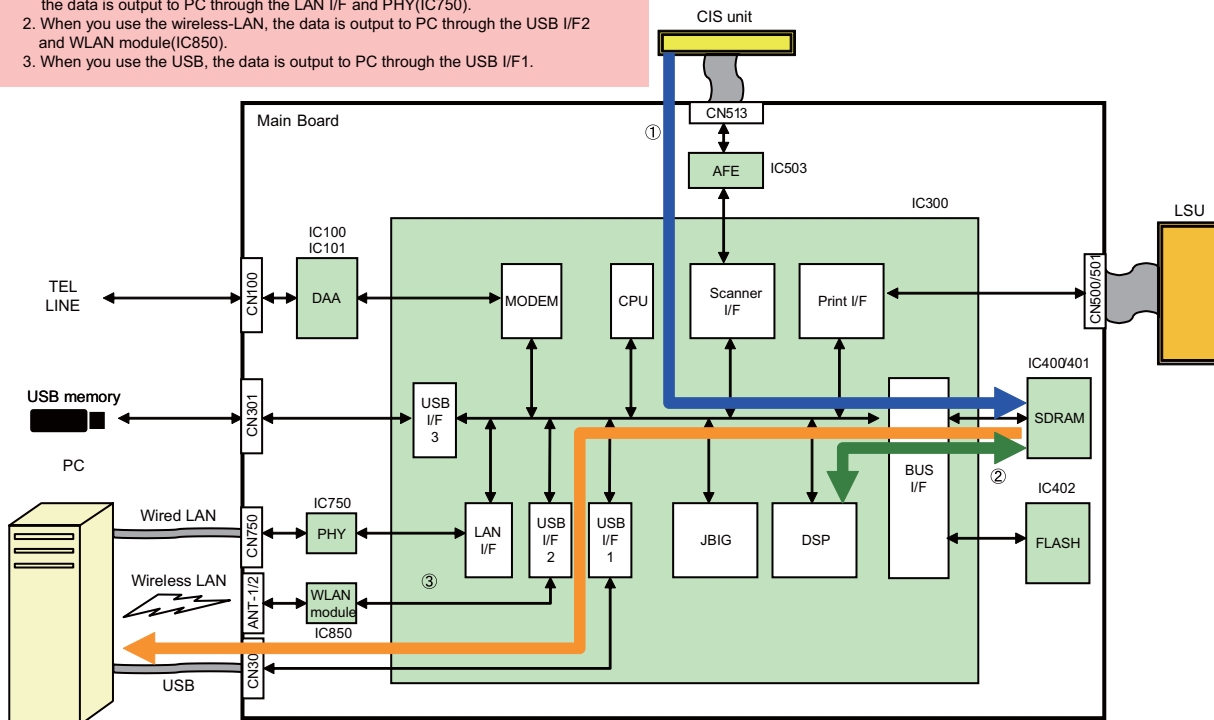 the data is output to PC through the LAN I/F and PHY(IC750).
2. When you use the wireless-LAN, the data is output to PC through the USB I/F2
and WLAN module(IC850).
3. When you use the USB, the data is output to PC through the USB I/F1.
CIS unit
Main Board
CN513
①
AFE
IC503
IC300
LSU
IC100
IC101
TEL
LINE
CN100
DAA
MODEM
CPU
Scanner
I/F
Print I/F
CN500/501
IC400/401
USB memory
CN301
USB
I/F
3
SDRAM
PC
BUS
I/F
②
IC402
IC750
Wired LAN
CN750
PHY
LAN
I/F
USB
I/F
2
USB
I/F
1
JBIG
DSP
FLASH
Wireless LAN
ANT-1/2
WLAN
module
③
IC850
CN30
USB